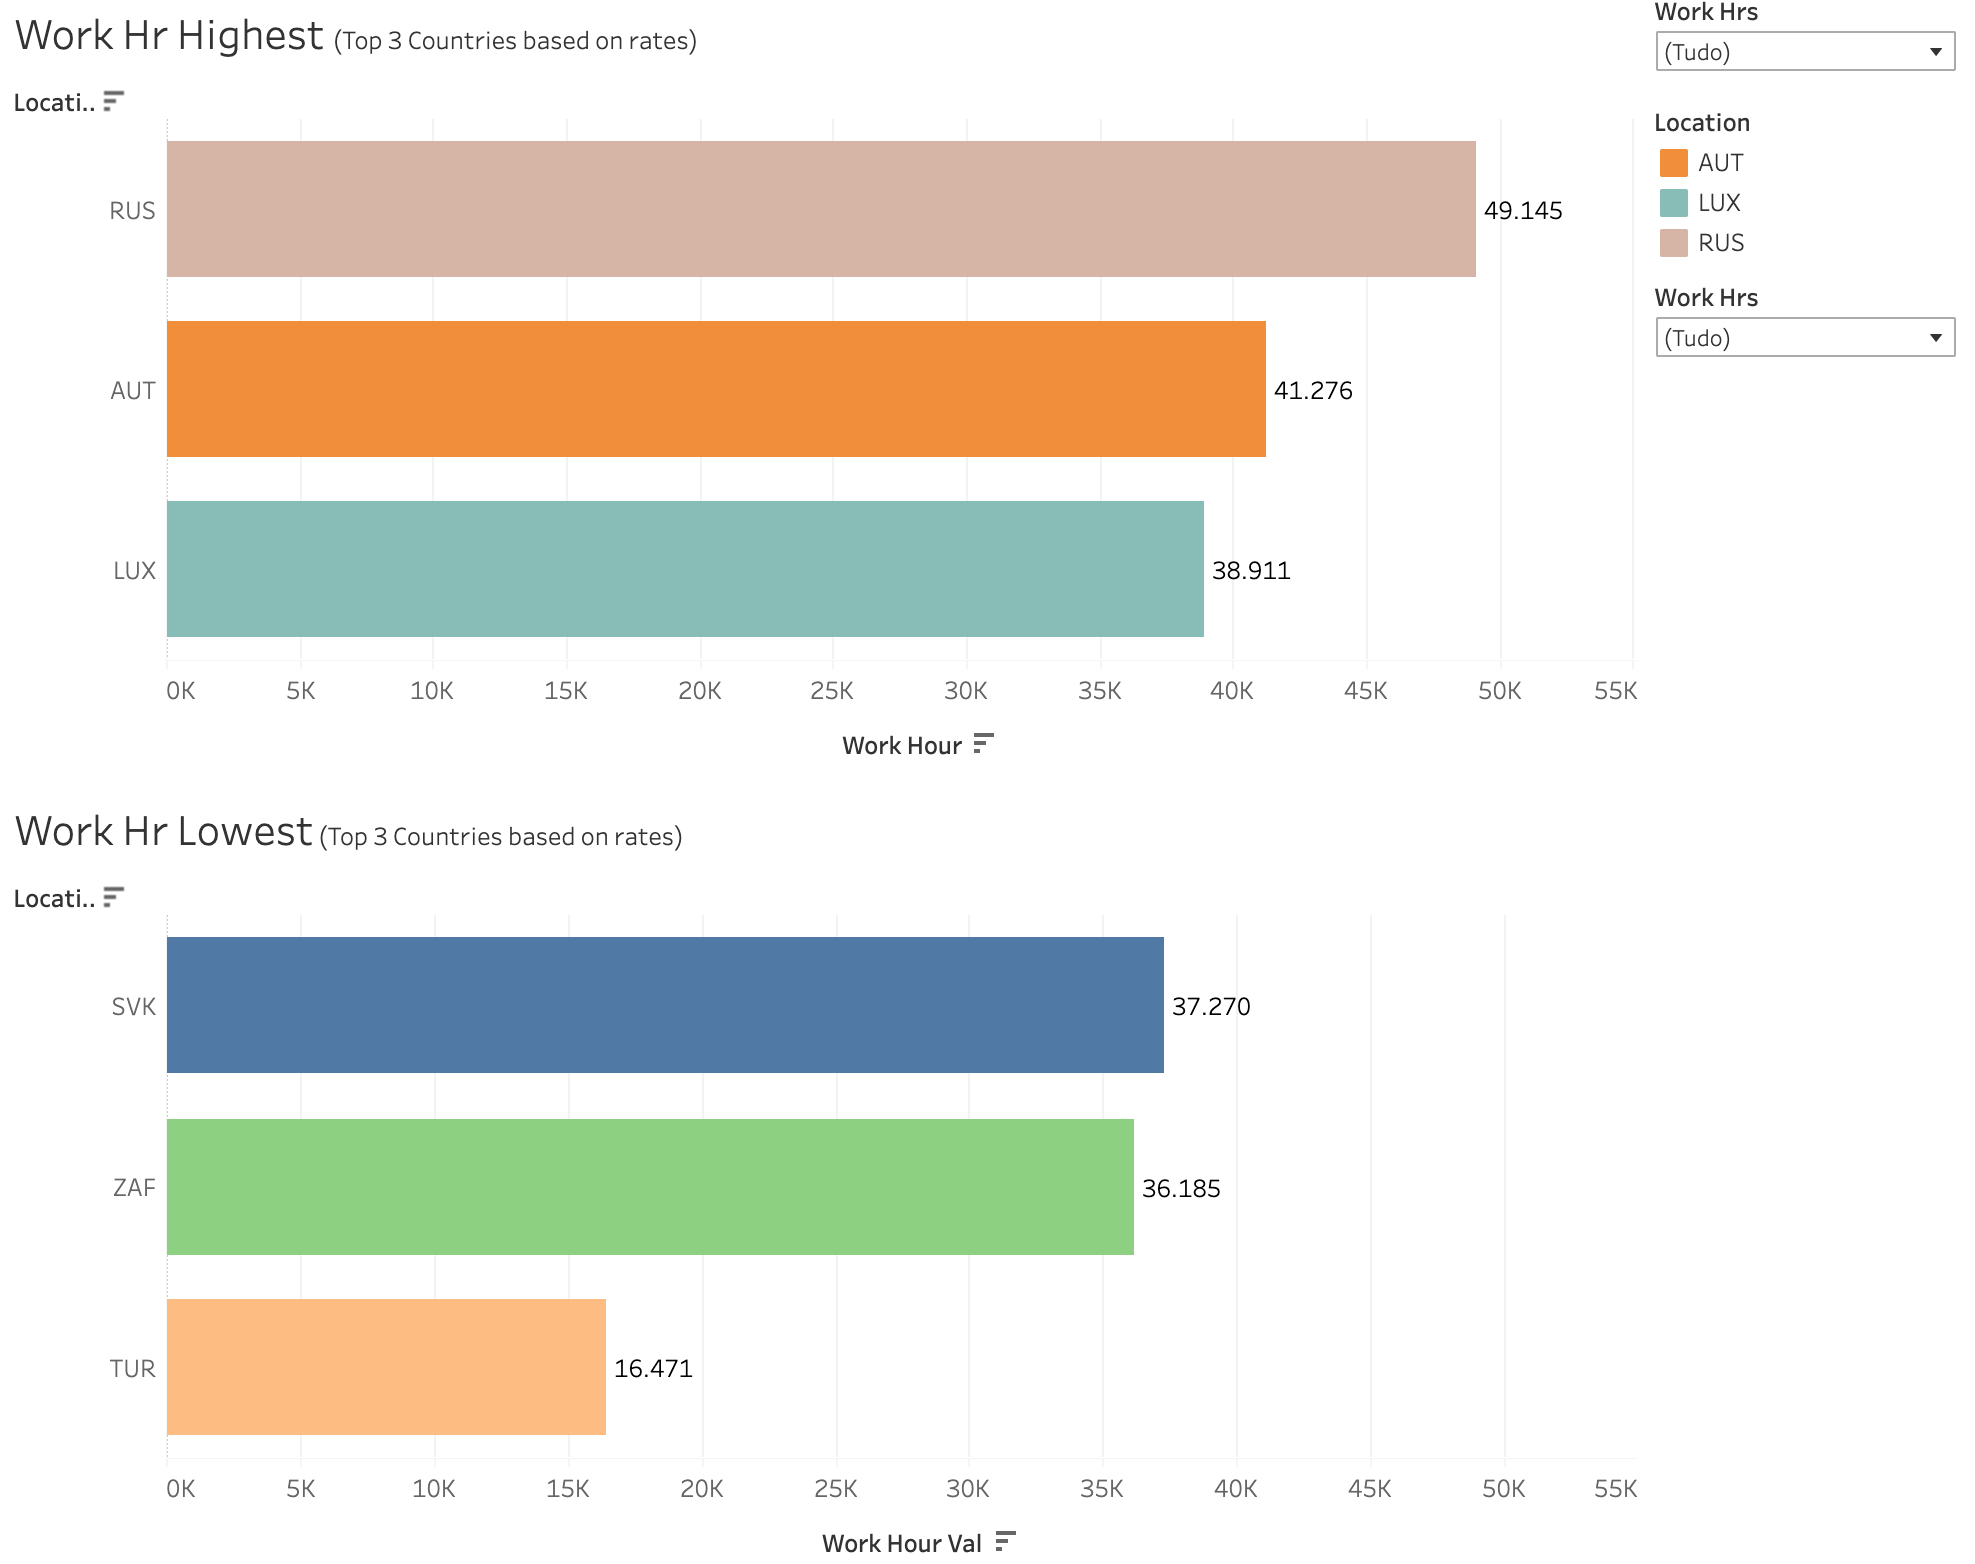 Work Hr Highest (Top 3 Countries based on rates)
Locati..
RUS
49.145
AUT
41.276
LUX
38.911
0K 5K 10K 15K 20K 25K 30K 35K 40K 45K 50K 55K
Work Hour
Work Hrs
(Tudo)
Location
AUT
LUX
RUS
Work Hrs
(Tudo)
Work Hr Lowest (Top 3 Countries based on rates)
Locati..
SVK
37.270
ZAF
36.185
TUR
16.471
0K 5K 10K 15K 20K 25K 30K 35K 40K 45K 50K 55K
Work Hour Val